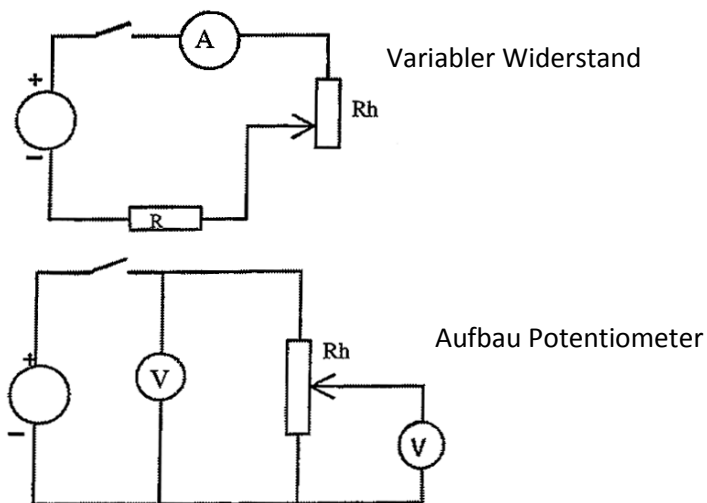 A
Variabler Widerstand
+
Rh
−
R
Aufbau Potentiometer
Rh
+
V
−
V